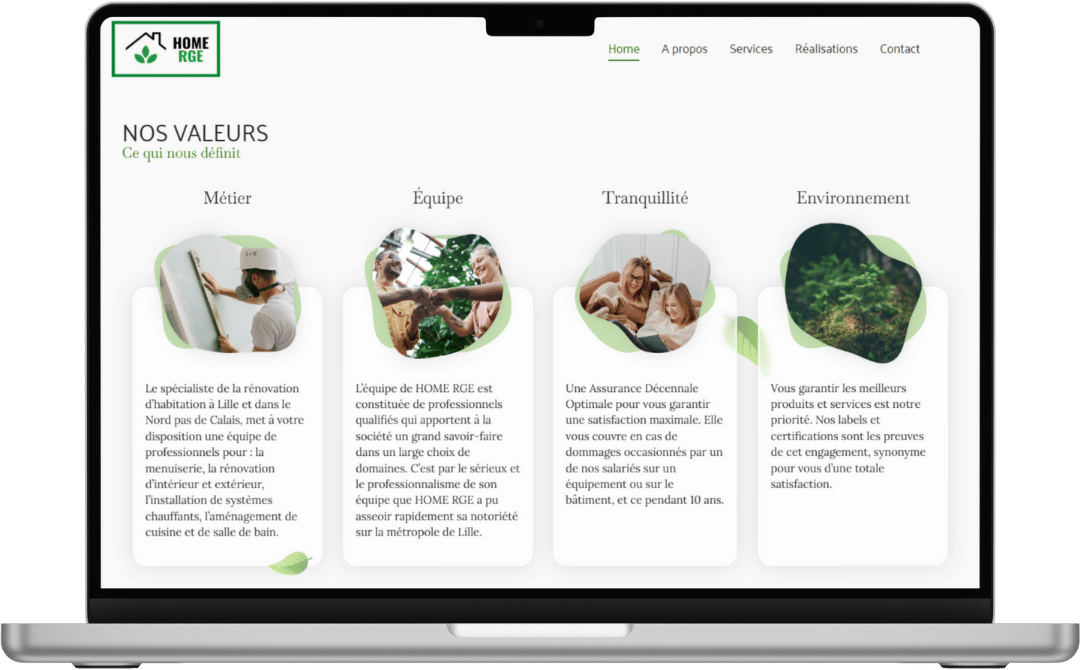 HOME
RGE
Home A propos Services Réalisations Contact
NOS VALEURS
Ce qui nous définit
Métier
Le spécialiste de la rénovation
d'habitation à Lille et dans le
Nord pas de Calais, met à votre
disposition une équipe de
professionnels pour : la
menuiserie, la rénovation
d'intérieur et extérieur,
l'installation de systèmes
chauffants, l'aménagement de
cuisine et de salle de bain.
Équipe
L'équipe de HOME RGE est
constituée de professionnels
qualifiés qui apportent à la
société un grand savoir-faire
dans un large choix de
domaines. C'est par le sérieux et
le professionnalisme de son
équipe que HOME RGE a pu
asseoir rapidement sa notoriété
sur la métropole de Lille.
Tranquillité
Une Assurance Décennale
Optimale pour vous garantir
une satisfaction maximale. Elle
vous couvre en cas de
dommages occasionnés par un
de nos salariés sur un
équipement ou sur le
bâtiment, et ce pendant 10 ans.
Environnement
Vous garantir les meilleurs
produits et services est notre
priorité. Nos labels et
certifications sont les preuves
de cet engagement, synonyme
pour vous d'une totale
satisfaction.